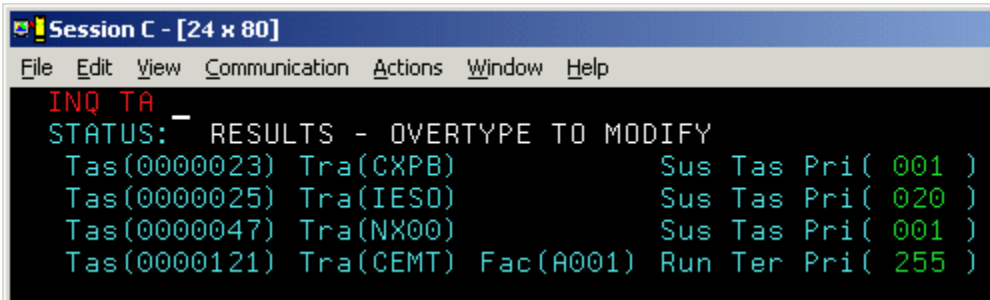 Session C - [24 x 80]
File Edit View Communication Actions Window Help
INQ TA
STATUS: RESULTS - OVERTYPE TO MODIFY
Tas(0000023) Tra(CXPB) Sus Tas Pri( 001 )
Tas(0000025) Tra(IESO) Sus Tas Pri( 020 )
Tas(0000047) Tra(NX00) Sus Tas Pri( 001 )
Tas(0000121) Tra(CEMT) Fac(A001) Run Ter Pri( 255 )